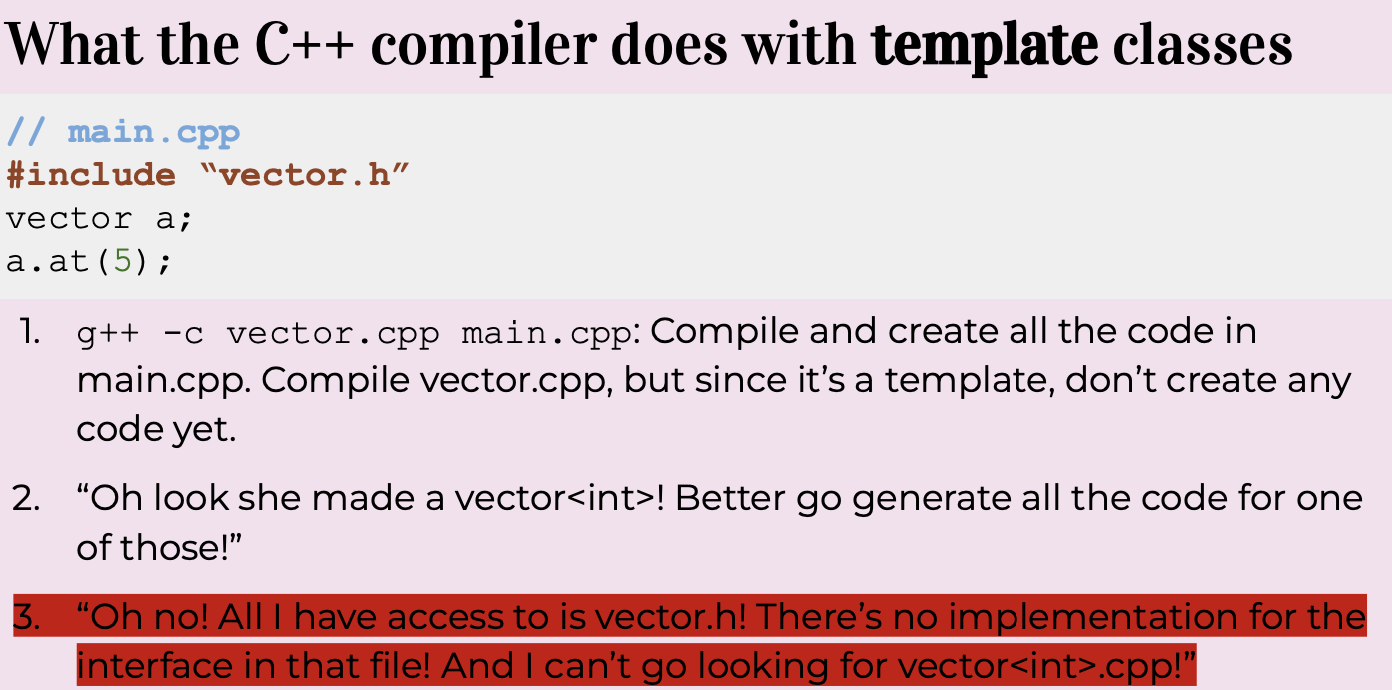 What the C++ compiler does with template classes
// main.cpp
#include “vector.h”
vector a;
a.at(5);
1. g++ -c vector.cpp main.cpp: Compile and create all the code in
main.cpp. Compile vector.cpp, but since it’s a template, don’t create any
code yet.
2. “Oh look she made a vector<int>! Better go generate all the code for one
of those!”
3. “Oh no! All I have access to is vector.h! There’s no implementation for the
interface in that file! And I can’t go looking for vector<int>.cpp!”